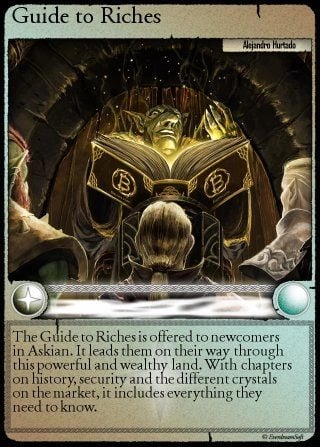 Guide to Riches
Alejandro Hurtado
The Guide to Riches is offered to newcomers
in Askian. It leads them on their way through
this powerful and wealthy land. With chapters
on history, security and the different crystals
on the market, it includes everything they
need to know.
© EverdreamSoft